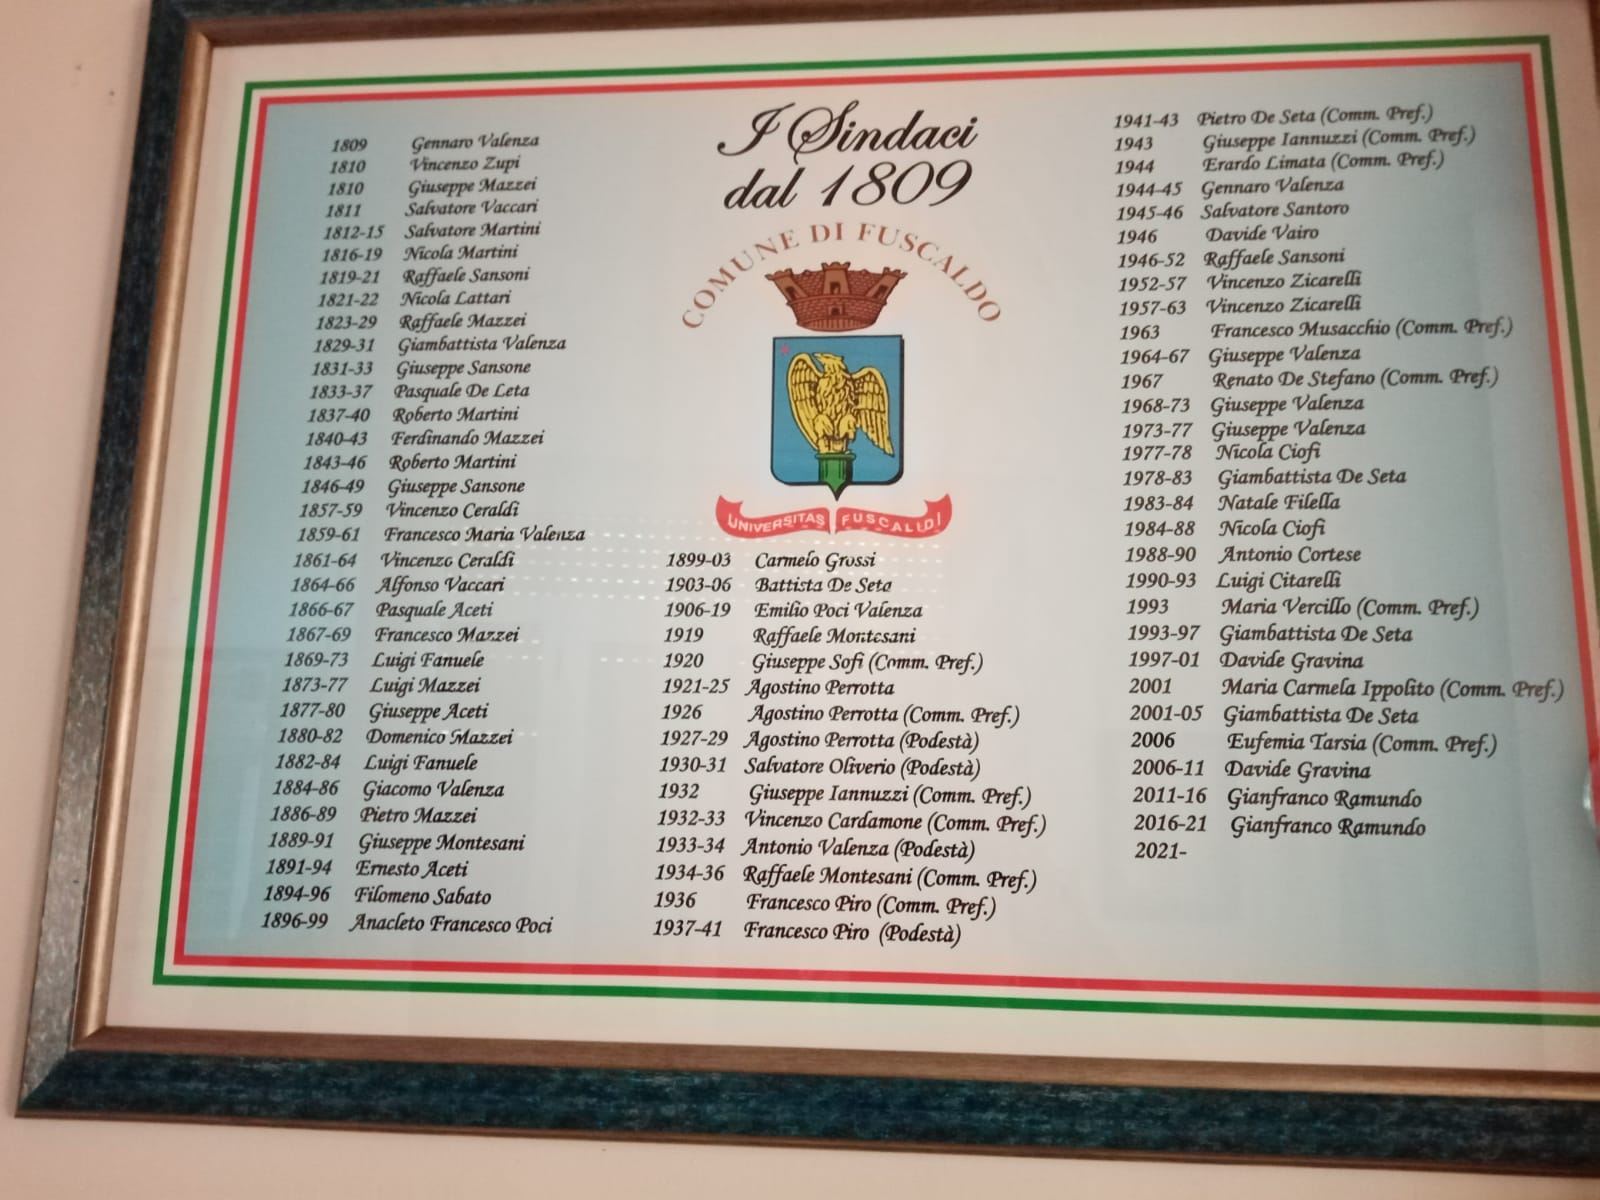 I Sindaci
dal 1809
COMUNE DI FUSCALDO
UNIVERSITAS FUSCALDI
1809 Gennaro Valenza
1810 Vincenzo Zupi
1810 Giuseppe Mazzei
1811 Salvatore Vaccari
1812-15 Salvatore Martini
1816-19 Nicola Martini
1819-21 Raffaele Sansoni
1821-22 Nicola Lattari
1823-29 Raffaele Mazzei
1829-31 Giambattista Valenza
1831-33 Giuseppe Sansone
1833-37 Pasquale De Leta
1837-40 Roberto Martini
1840-43 Ferdinando Mazzei
1843-46 Roberto Martini
1846-49 Giuseppe Sansone
1857-59 Vincenzo Ceraldi
1859-61 Francesco Maria Valenza
1861-64 Vincenzo Ceraldi
1864-66 Alfonso Vaccari
1866-67 Pasquale Aceti
1867-69 Francesco Mazzei
1869-73 Luigi Fanuele
1873-77 Luigi Mazzei
1877-80 Giuseppe Aceti
1880-82 Domenico Mazzei
1882-84 Luigi Fanuele
1884-86 Giacomo Valenza
1886-89 Pietro Mazzei
1889-91 Giuseppe Montesani
1891-94 Ernesto Aceti
1894-96 Filomeno Sabato
1896-99 Anacleto Francesco Poci
1899-03 Carmelo Grossi
1903-06 Battista De Seta
1906-19 Emilio Poci Valenza
1919 Raffaele Montesani
1920 Giuseppe Sofi (Comm. Pref.)
1921-25 Agostino Perrotta
1926 Agostino Perrotta (Comm. Pref.)
1927-29 Agostino Perrotta (Podestà)
1930-31 Salvatore Oliverio (Podestà)
1932 Giuseppe Iannuzzi (Comm. Pref.)
1932-33 Vincenzo Cardamone (Comm. Pref.)
1933-34 Antonio Valenza (Podestà)
1934-36 Raffaele Montesani (Comm. Pref.)
1936 Francesco Piro (Comm. Pref.)
1937-41 Francesco Piro (Podestà)
1941-43 Pietro De Seta (Comm. Pref.)
1943 Giuseppe Iannuzzi (Comm. Pref.)
1944 Erardo Limata (Comm. Pref.)
1944-45 Gennaro Valenza
1945-46 Salvatore Santoro
1946 Davide Vairo
1946-52 Raffaele Sansoni
1952-57 Vincenzo Zicarelli
1957-63 Vincenzo Zicarelli
1963 Francesco Musacchio (Comm. Pref.)
1964-67 Giuseppe Valenza
1967 Renato De Stefano (Comm. Pref.)
1968-73 Giuseppe Valenza
1973-77 Giuseppe Valenza
1977-78 Nicola Ciofi
1978-83 Giambattista De Seta
1983-84 Natale Filella
1984-88 Nicola Ciofi
1988-90 Antonio Cortese
1990-93 Luigi Citarelli
1993 Maria Vercillo (Comm. Pref.)
1993-97 Giambattista De Seta
1997-01 Davide Gravina
2001 Maria Carmela Ippolito (Comm. Pref.)
2001-05 Giambattista De Seta
2006 Eufemia Tarsia (Comm. Pref.)
2006-11 Davide Gravina
2011-16 Gianfranco Ramundo
2016-21 Gianfranco Ramundo
2021-